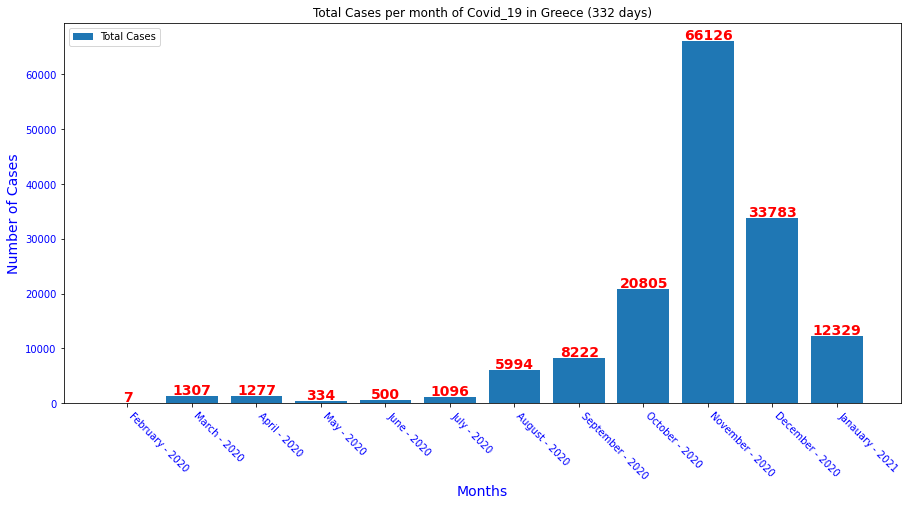 Total Cases per month of Covid_19 in Greece (332 days)
Total Cases
Number of Cases
60000
50000
40000
30000
20000
10000
0
7
1307
1277
334
500
1096
5994
8222
20805
66126
33783
12329
February - 2020
March - 2020
April - 2020
May - 2020
June - 2020
July - 2020
August - 2020
September - 2020
October - 2020
November - 2020
December - 2020
Janauary - 2021
Months